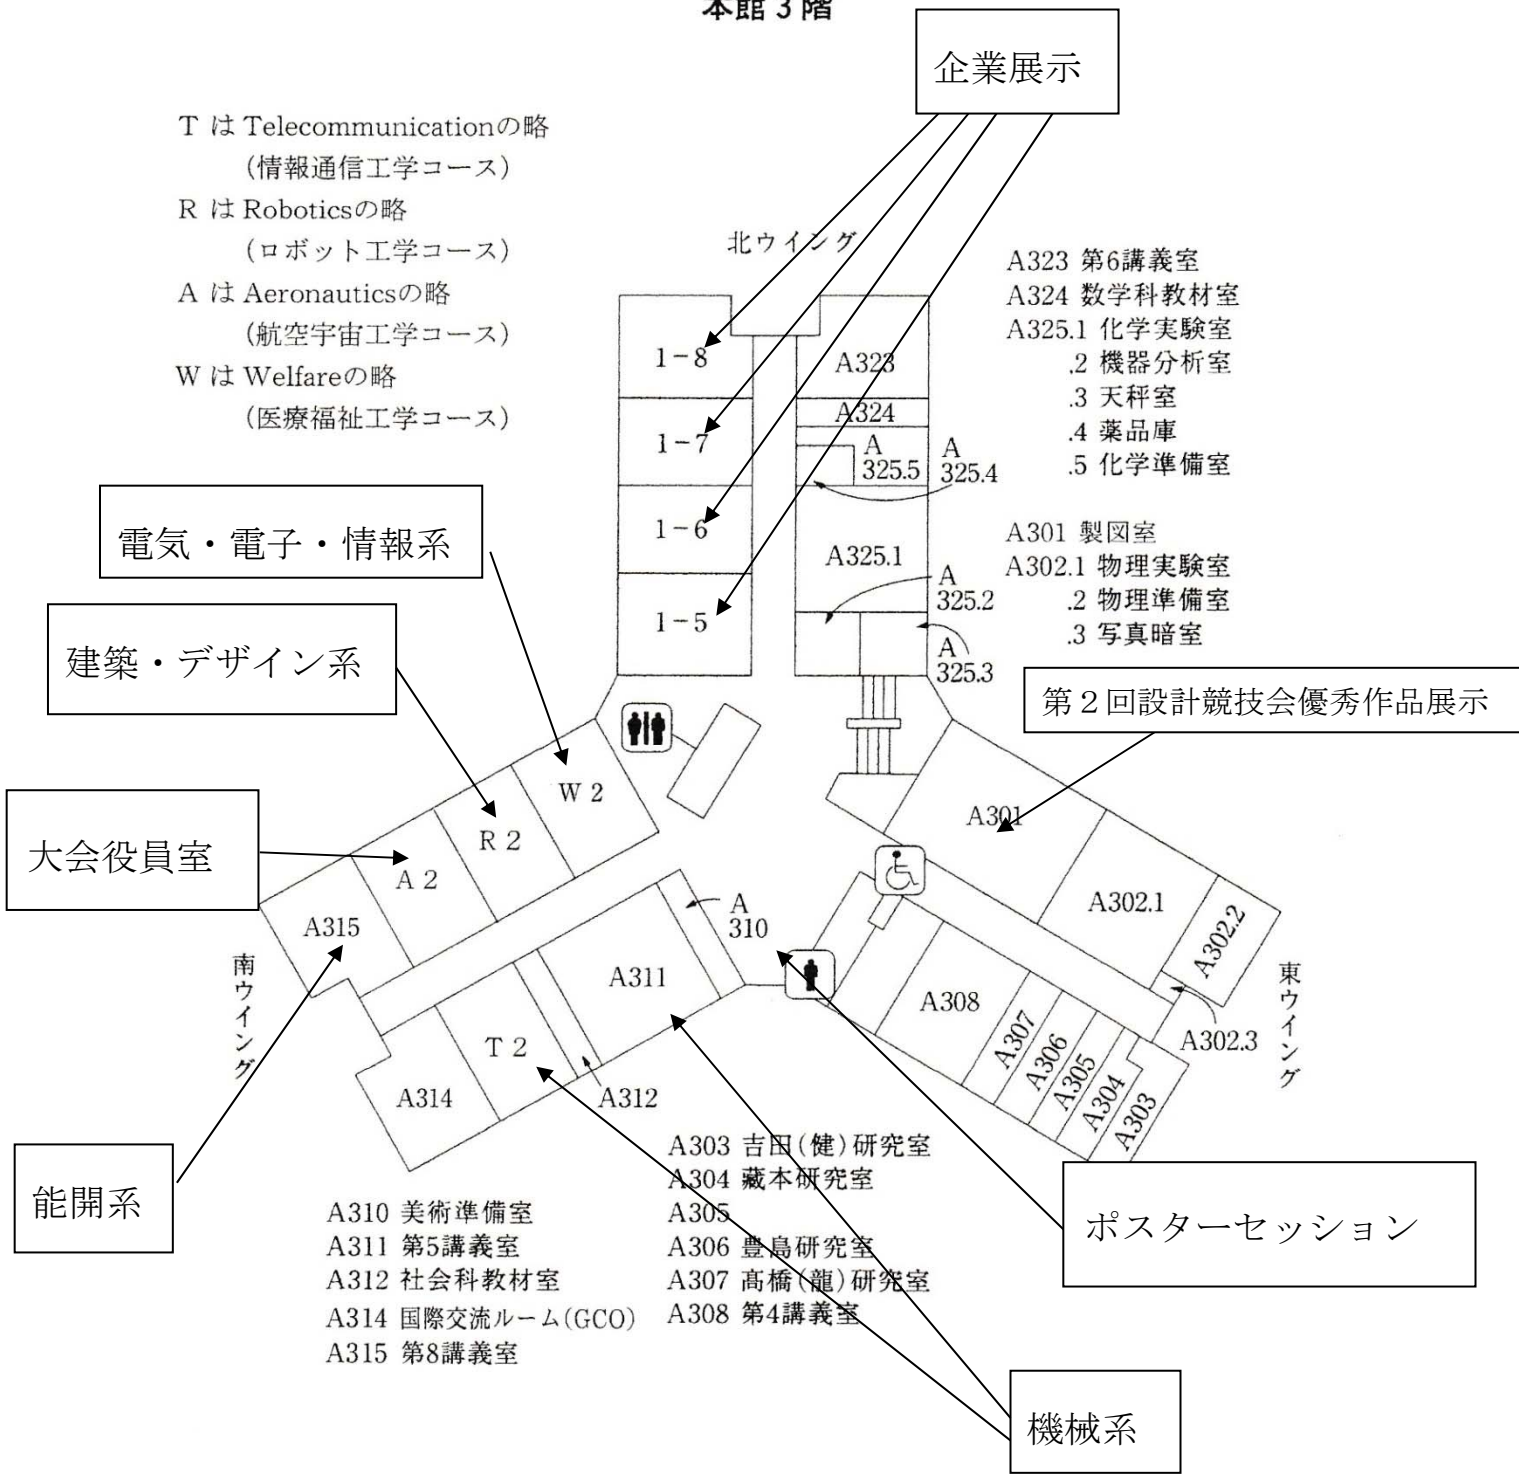 本館3階
企業展示
T は Telecommunicationの略
(情報通信工学コース)
R は Roboticsの略
(ロボット工学コース)
A は Aeronauticsの略
(航空宇宙工学コース)
W は Welfareの略
(医療福祉工学コース)
北ウイング
A323 第6講義室
A324 数学科教材室
A325.1 化学実験室
.2 機器分析室
.3 天秤室
.4 薬品庫
.5 化学準備室
1-8
A323
A324
1-7
A
325.5
A
325.4
1-6
A325.1
A
325.2
1-5
A
325.3
A301 製図室
A302.1 物理実験室
.2 物理準備室
.3 写真暗室
電気・電子・情報系
建築・デザイン系
第2回設計競技会優秀作品展示
大会役員室
W 2
R 2
A 2
A315
A301
A302.1
A302.2
A302.3
A
310
A311
T 2
A312
A314
A308
A307
A306
A305
A304
A303
南ウイング
東ウイング
能開系
ポスターセッション
A303 吉田(健)研究室
A304 藏本研究室
A305
A306 豊島研究室
A307 髙橋(龍)研究室
A308 第4講義室
A310 美術準備室
A311 第5講義室
A312 社会科教材室
A314 国際交流ルーム(GCO)
A315 第8講義室
機械系